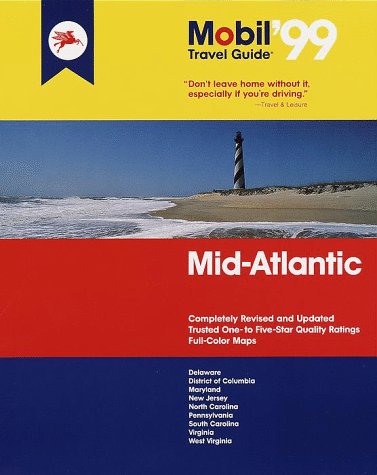 Mobil '99
Travel Guide®
"Don't leave home without it,
especially if you're driving."
—Travel & Leisure
Mid-Atlantic
Completely Revised and Updated
Trusted One- to Five-Star Quality Ratings
Full-Color Maps
Delaware
District of Columbia
Maryland
New Jersey
North Carolina
Pennsylvania
South Carolina
Virginia
West Virginia